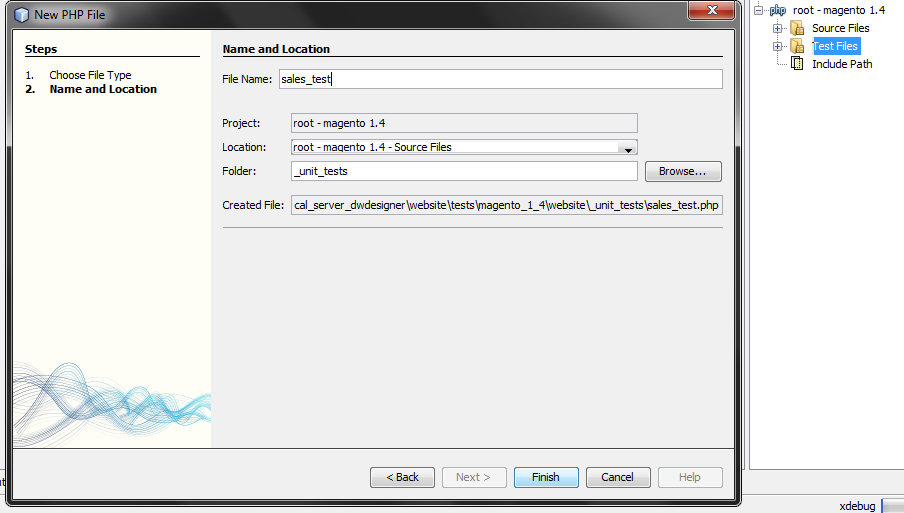 New PHP File
Steps
1. Choose File Type
2. Name and Location
Name and Location
File Name: sales_test
Project: root - magento 1.4
Location: root - magento 1.4 - Source Files
Folder: _unit_tests Browse...
Created File: cal_server_dwdesigner\website\tests\magento_1_4\website\_unit_tests\sales_test.php
< Back Next > Finish Cancel Help
php root - magento 1.4
Source Files
Test Files
Include Path
xdebug